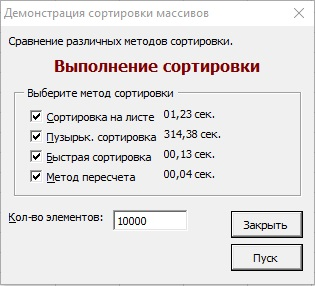 Демонстрация сортировки массивов
Сравнение различных методов сортировки.
Выполнение сортировки
Выберите метод сортировки
Сортировка на листе 01,23 сек.
Пузырьк. сортировка 314,38 сек.
Быстрая сортировка 00,13 сек.
Метод пересчета 00,04 сек.
Кол-во элементов: 10000
Закрыть
Пуск